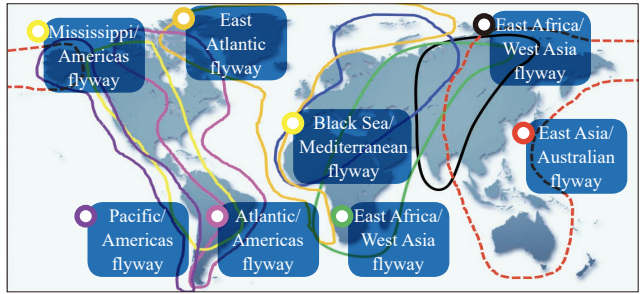 Mississippi/
Americas
flyway
East
Atlantic
flyway
East Africa/
West Asia
flyway
Black Sea/
Mediterranean
flyway
East Asia/
Australian
flyway
Pacific/
Americas
flyway
Atlantic/
Americas
flyway
East Africa/
West Asia
flyway